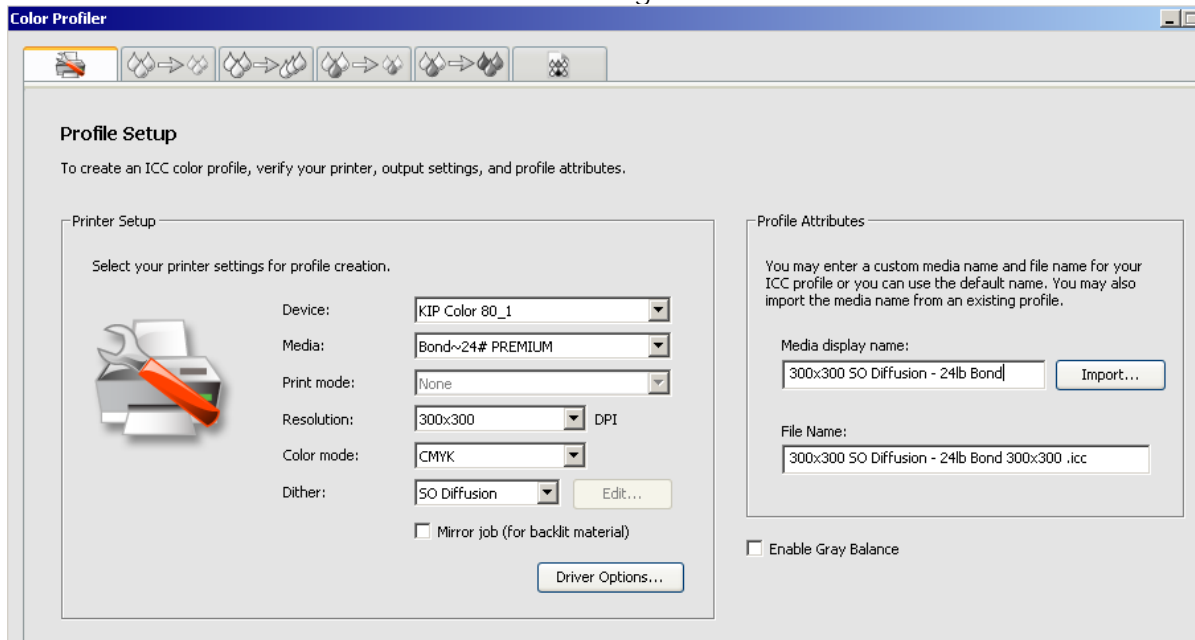 Color Profiler
Profile Setup
To create an ICC color profile, verify your printer, output settings, and profile attributes.
Printer Setup
Select your printer settings for profile creation.
Device:
KIP Color 80_1
Media:
Bond~24# PREMIUM
Print mode:
None
Resolution:
300x300
DPI
Color mode:
CMYK
Dither:
SO Diffusion
Edit...
Mirror job (for backlit material)
Driver Options...
Profile Attributes
You may enter a custom media name and file name for your
ICC profile or you can use the default name. You may also
import the media name from an existing profile.
Media display name:
300x300 SO Diffusion - 24lb Bond
Import...
File Name:
300x300 SO Diffusion - 24lb Bond 300x300 .icc
Enable Gray Balance